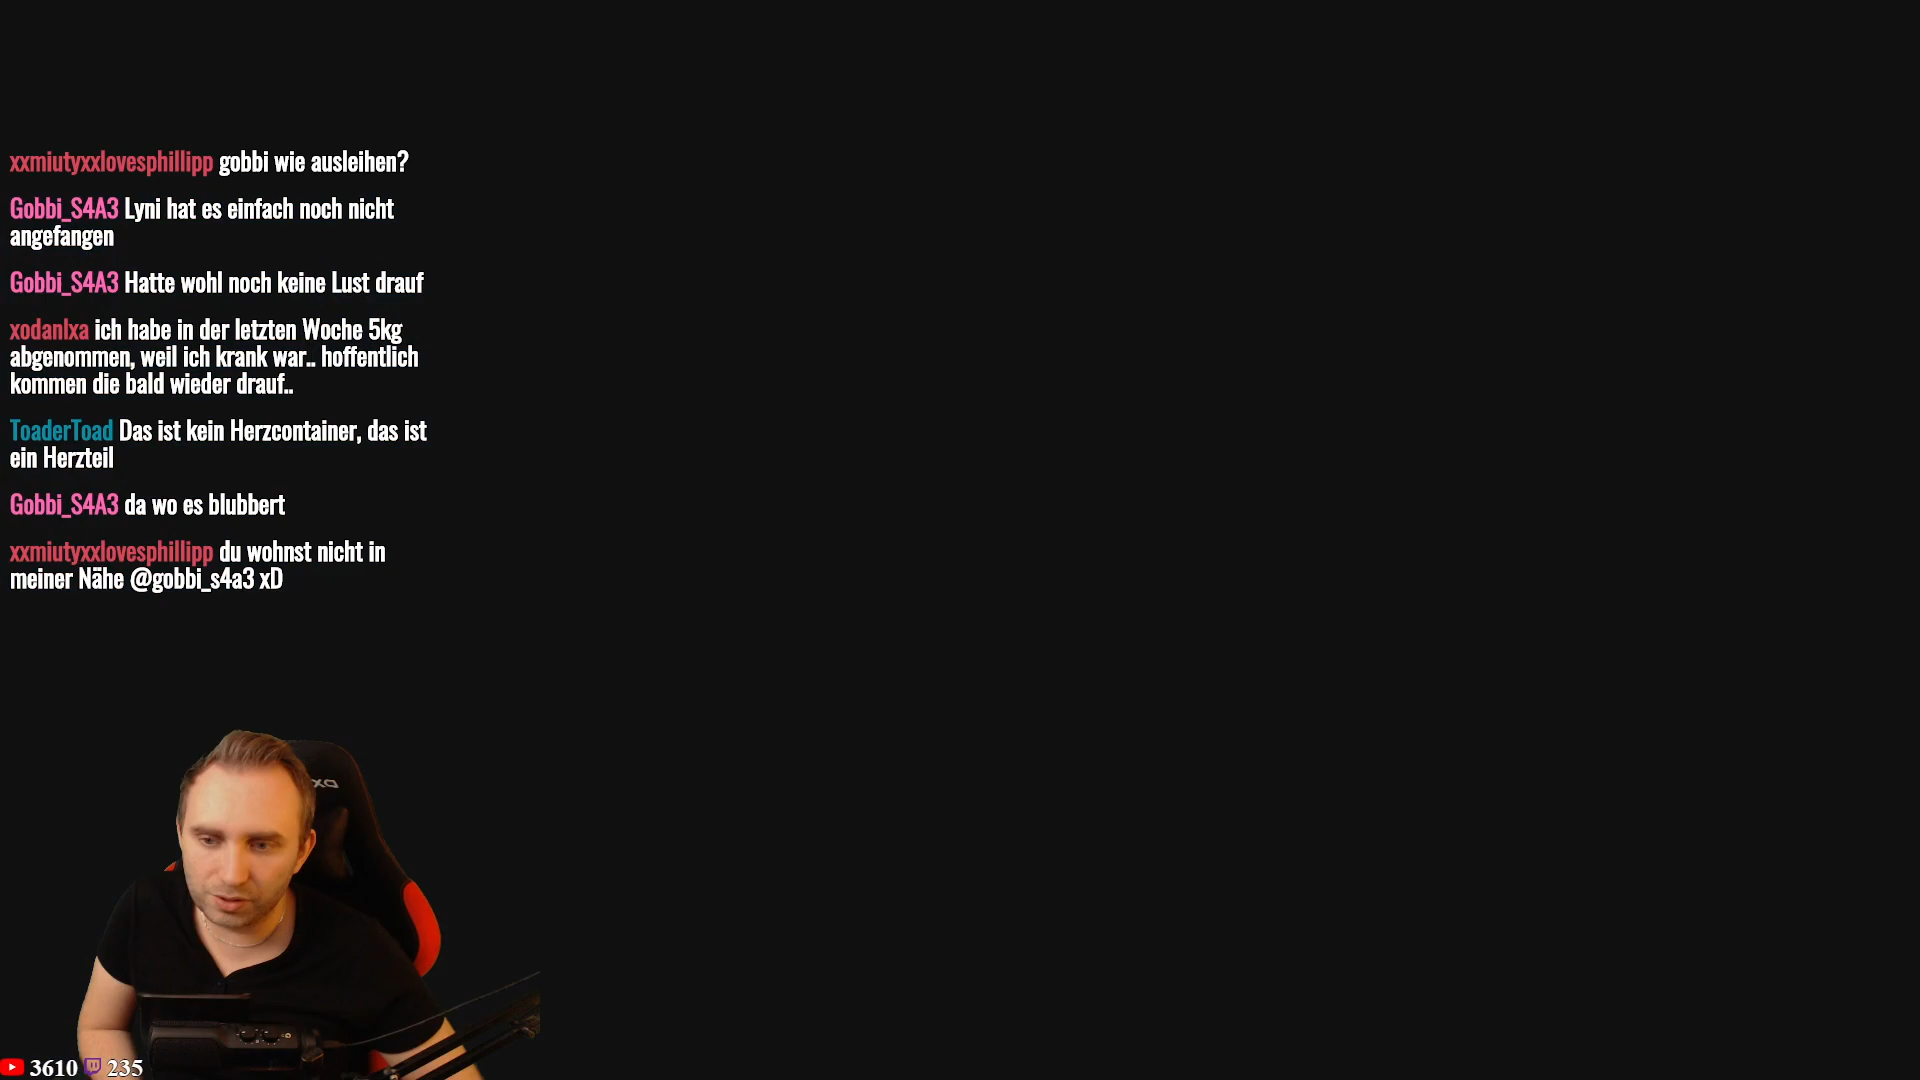 xxmiutyxxlovesphillipp gobbi wie ausleihen?
Gobbi_S4A3 Lyni hat es einfach noch nicht
angefangen
Gobbi_S4A3 Hatte wohl noch keine Lust drauf
xodanlxa ich habe in der letzten Woche 5kg
abgenommen, weil ich krank war.. hoffentlich
kommen die bald wieder drauf..
ToaderToad Das ist kein Herzcontainer, das ist
ein Herzteil
Gobbi_S4A3 da wo es blubbert
xxmiutyxxlovesphillipp du wohnst nicht in
meiner Nähe @gobbi_s4a3 xD
3610 235